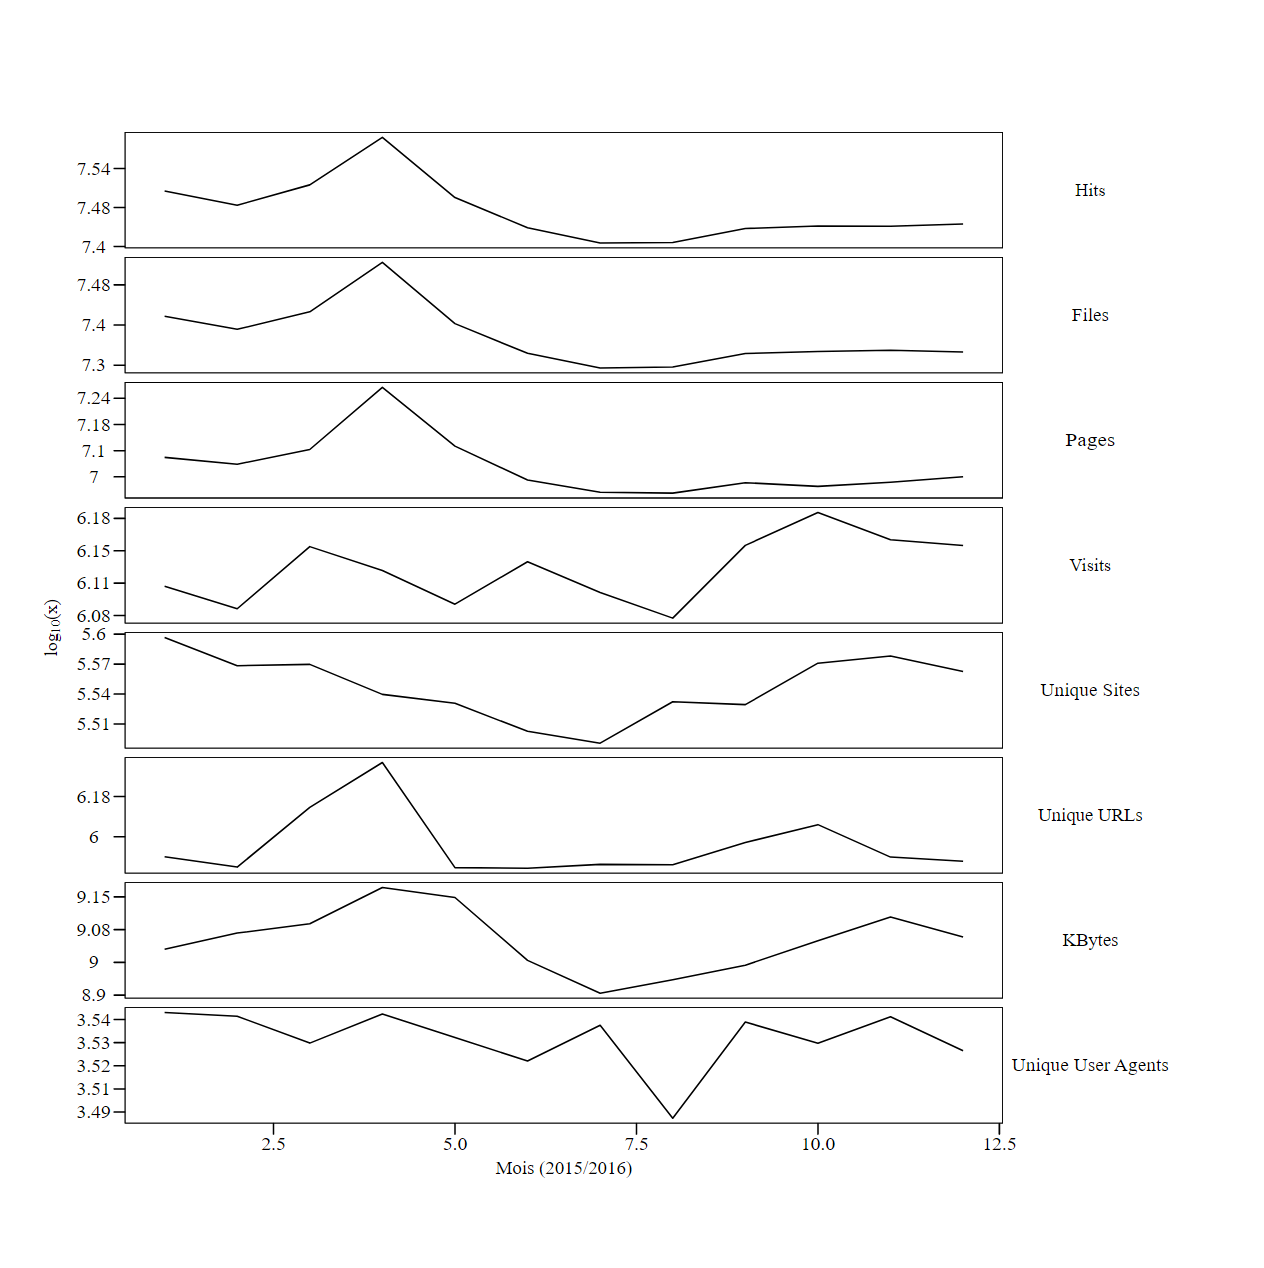 7.54
7.48
7.4
Hits
7.48
7.4
7.3
Files
7.24
7.18
7.1
7
Pages
6.18
6.15
6.11
6.08
Visits
log10(x)
5.6
5.57
5.54
5.51
Unique Sites
6.18
6
Unique URLs
9.15
9.08
9
8.9
KBytes
3.54
3.53
3.52
3.51
3.49
Unique User Agents
2.5 5.0 7.5 10.0 12.5
Mois (2015/2016)